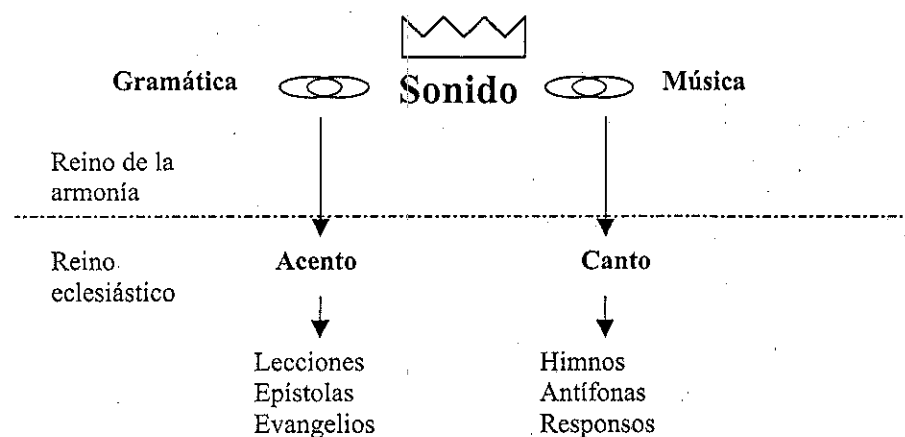 Gramática Sonido Música
Reino de la
armonía
Reino
eclesiástico
Acento Canto
Lecciones Himnos
Epístolas Antífonas
Evangelios Responsos